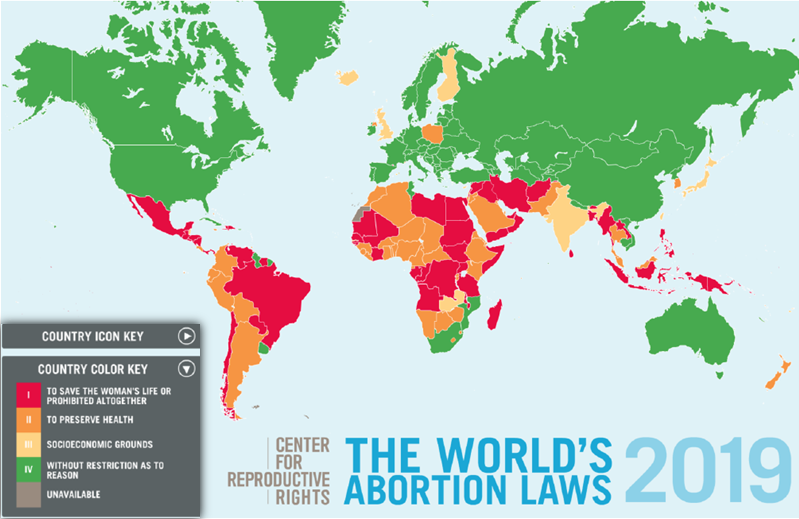 COUNTRY ICON KEY
COUNTRY COLOR KEY
I
TO SAVE THE WOMAN'S LIFE OR
PROHIBITED ALTOGETHER
II
TO PRESERVE HEALTH
III
SOCIOECONOMIC GROUNDS
IV
WITHOUT RESTRICTION AS TO
REASON
UNAVAILABLE
CENTER
FOR
REPRODUCTIVE
RIGHTS
THE WORLD'S
ABORTION LAWS
2019